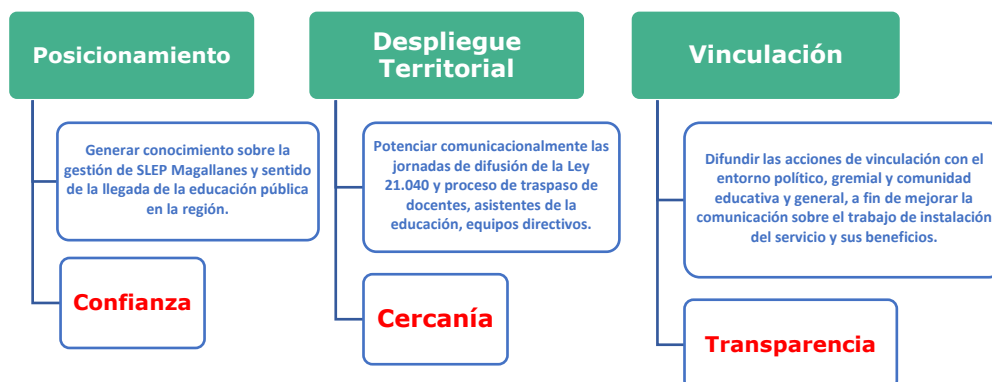 Posicionamiento
Generar conocimiento sobre la
gestión de SLEP Magallanes y sentido
de la llegada de la educación pública
en la región.
Confianza
Despliegue
Territorial
Potenciar comunicacionalmente las
jornadas de difusión de la Ley
21.040 y proceso de traspaso de
docentes, asistentes de la
educación, equipos directivos.
Cercanía
Vinculación
Difundir las acciones de vinculación con el
entorno político, gremial y comunidad
educativa y general, a fin de mejorar la
comunicación sobre el trabajo de instalación
del servicio y sus beneficios.
Transparencia